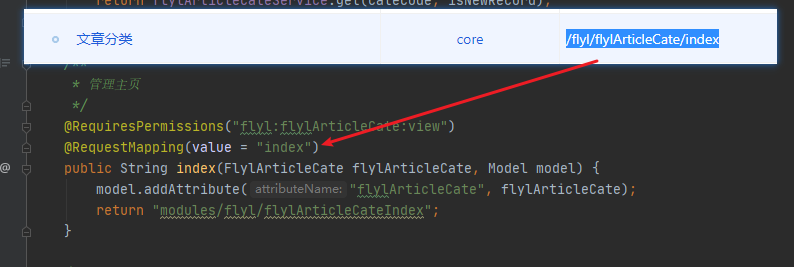 return flylArticleCateService.get(cateCode, isNewRecord);
文章分类 core /flyl/flylArticleCate/index
/**
* 管理主页
*/
@RequiresPermissions("flyl:flylArticleCate:view")
@RequestMapping(value = "index")
@ public String index(FlylArticleCate flylArticleCate, Model model) {
model.addAttribute( attributeName: "flylArticleCate", flylArticleCate);
return "modules/flyl/flylArticleCateIndex";
}